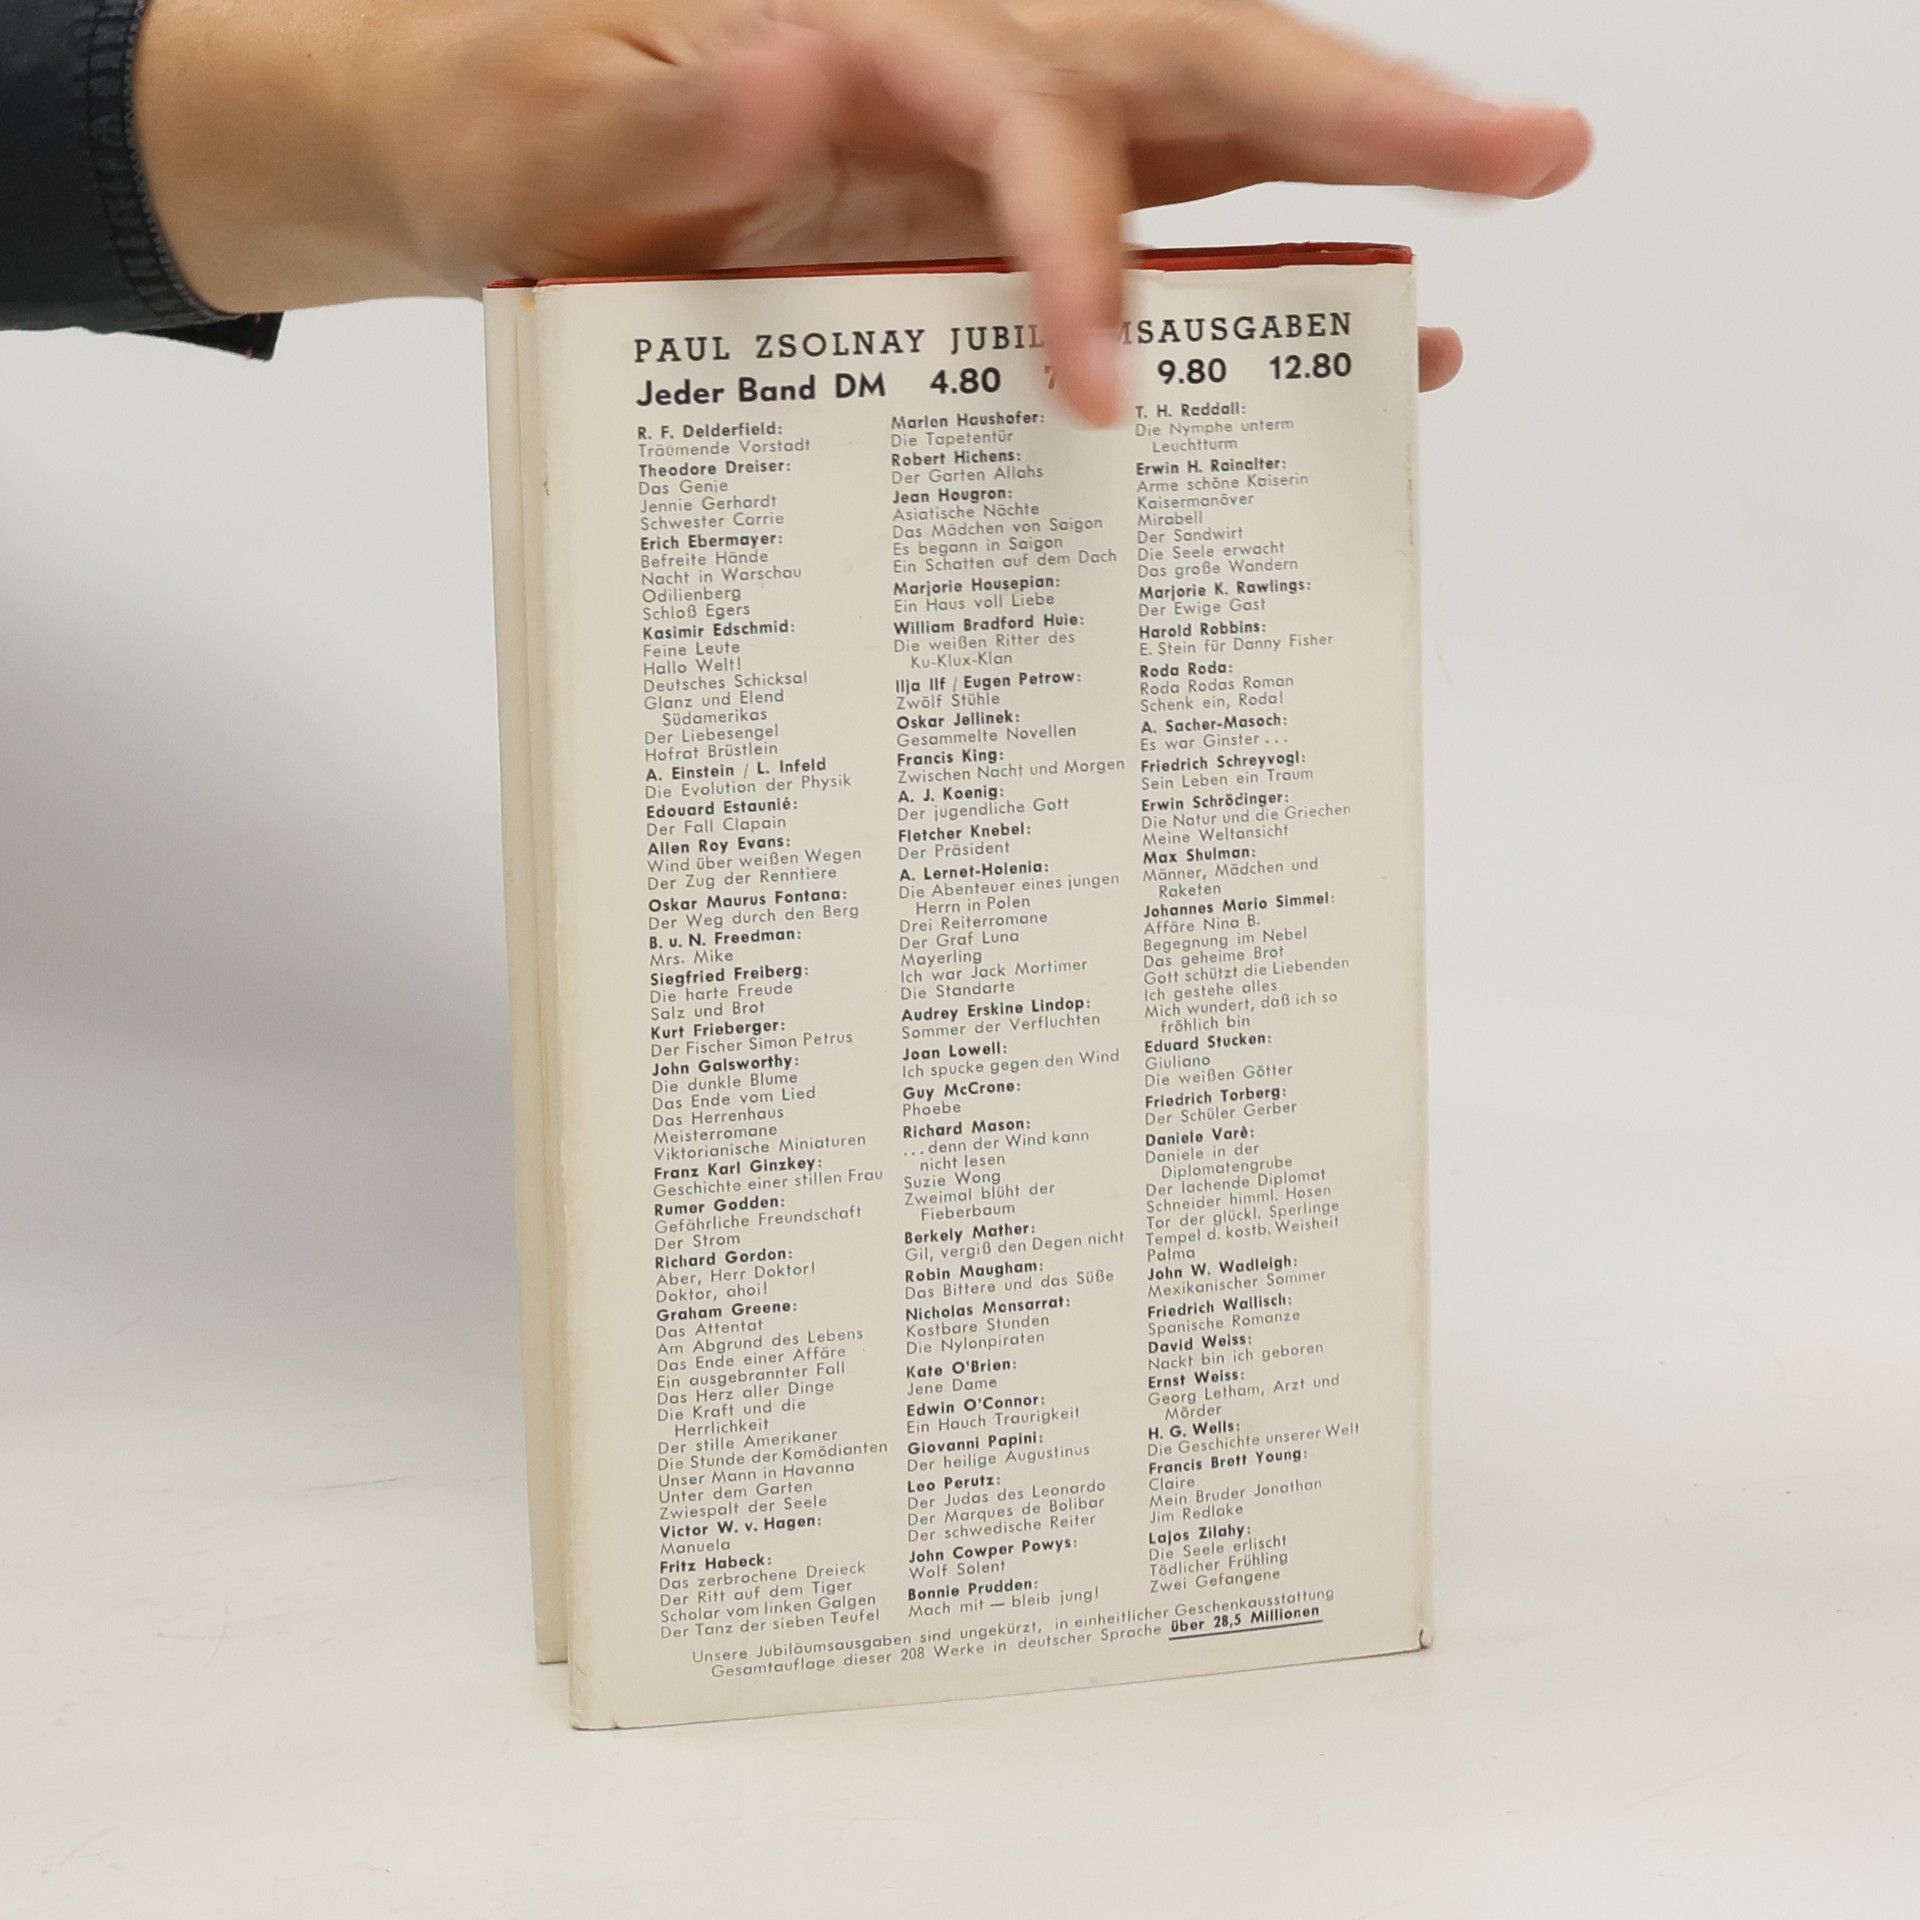 PAUL ZSOLNAY
Jeder Band DM 4.80 9.80 12.80
R. F. Delderfield:
Träumende Vorstadt
Theodore Dreiser:
Das Genie
Jennie Gerhardt
Schwester Carrie
Erich Ebermayer:
Befreite Hände
Nacht in Warschau
Odilienberg
Schloß Egers
Kasimir Edschmid:
Feine Leute
Hallo Welt!
Deutsches Schicksal
Glanz und Elend
Südamerikas
Der Liebesengel
Hofrat Brüstlein
A. Einstein / L. Infeld
Die Evolution der Physik
Edouard Estaunié:
Der Fall Clapain
Allen Roy Evans:
Wind über weißen Wegen
Der Zug der Renntiere
Oskar Maurus Fontana:
Der Weg durch den Berg
B. u. N. Freedman:
Mrs. Mike
Siegfried Freiberg:
Die harte Freude
Salz und Brot
Kurt Frieberger:
Der Fischer Simon Petrus
John Galsworthy:
Die dunkle Blume
Das Ende vom Lied
Das Herrenhaus
Meisterromane
Viktorianische Miniaturen
Franz Karl Ginzkey:
Geschichte einer stillen Frau
Rumer Godden:
Gefährliche Freundschaft
Der Strom
Richard Gordon:
Aber, Herr Doktor!
Doktor, ahoi!
Graham Greene:
Das Attentat
Am Abgrund des Lebens
Das Ende einer Affäre
Ein ausgebrannter Fall
Das Herz aller Dinge
Die Kraft und die
Herrlichkeit
Der stille Amerikaner
Die Stunde der Komödianten
Unser Mann in Havanna
Unter dem Garten
Zwiespalt der Seele
Victor W. v. Hagen:
Manuela
Fritz Habeck:
Das zerbrochene Dreieck
Der Ritt auf dem Tiger
Scholar vom linken Galgen
Der Tanz der sieben Teufel
Marlen Haushofer:
Die Tapetentür
Robert Hichens:
Der Garten Allahs
Jean Hougron:
Asiatische Nächte
Das Mädchen von Saigon
Es begann in Saigon
Ein Schatten auf dem Dach
Marjorie Housepian:
Ein Haus voll Liebe
William Bradford Huie:
Die weißen Ritter des
Ku-Klux-Klan
Ilja Ilf / Eugen Petrow:
Zwölf Stühle
Oskar Jellinek:
Gesammelte Novellen
Francis King:
Zwischen Nacht und Morgen
A. J. Koenig:
Der jugendliche Gott
Fletcher Knebel:
Der Präsident
A. Lernet-Holenia:
Die Abenteuer eines jungen
Herrn in Polen
Drei Reiterromane
Der Graf Luna
Mayerling
Ich war Jack Mortimer
Die Standarte
Audrey Erskine Lindop:
Sommer der Verfluchten
Joan Lowell:
Ich spucke gegen den Wind
Guy McCrone:
Phoebe
Richard Mason:
...denn der Wind kann
nicht lesen
Suzie Wong
Zweimal blüht der
Fieberbaum
Berkely Mather:
Gil, vergiß den Degen nicht
Robin Maugham:
Das Bittere und das Süße
Nicholas Monsarrat:
Kostbare Stunden
Die Nylonpiraten
Kate O'Brien:
Jene Dame
Edwin O'Connor:
Ein Hauch Traurigkeit
Giovanni Papini:
Der heilige Augustinus
Leo Perutz:
Der Judas des Leonardo
Der Marques de Bolibar
Der schwedische Reiter
John Cowper Powys:
Wolf Solent
Bonnie Prudden:
Mach mit — bleib jung!
T. H. Raddall:
Die Nymphe unterm
Leuchtturm
Erwin H. Rainalter:
Arme schöne Kaiserin
Kaisermanöver
Mirabell
Der Sandwirt
Die Seele erwacht
Das große Wandern
Marjorie K. Rawlings:
Der Ewige Gast
Harold Robbins:
E. Stein für Danny Fisher
Roda Roda:
Roda Rodas Roman
Schenk ein, Roda!
A. Sacher-Masoch:
Es war Ginster...
Friedrich Schreyvogl:
Sein Leben ein Traum
Erwin Schrödinger:
Die Natur und die Griechen
Meine Weltansicht
Max Shulman:
Männer, Mädchen und
Raketen
Johannes Mario Simmel:
Affäre Nina B.
Begegnung im Nebel
Das geheime Brot
Gott schützt die Liebenden
Ich gestehe alles
Mich wundert, daß ich so
fröhlich bin
Eduard Stucken:
Giuliano
Die weißen Götter
Friedrich Torberg:
Der Schüler Gerber
Daniele Varè:
Daniele in der
Diplomatengrube
Der lachende Diplomat
Schneider himml. Hosen
Tor der glückl. Sperlinge
Tempel d. kostb. Weisheit
Palma
John W. Wadleigh:
Mexikanischer Sommer
Friedrich Wallisch:
Spanische Romanze
David Weiss:
Nackt bin ich geboren
Ernst Weiss:
Georg Letham, Arzt und
Mörder
H. G. Wells:
Die Geschichte unserer Welt
Francis Brett Young:
Claire
Mein Bruder Jonathan
Jim Redlake
Lajos Zilahy:
Die Seele erlischt
Tödlicher Frühling
Zwei Gefangene
Unsere Jubiläumsausgaben sind ungekürzt, in einheitlicher Geschenkausstattung
Gesamtauflage dieser 208 Werke in deutscher Sprache über 28,5 Millionen